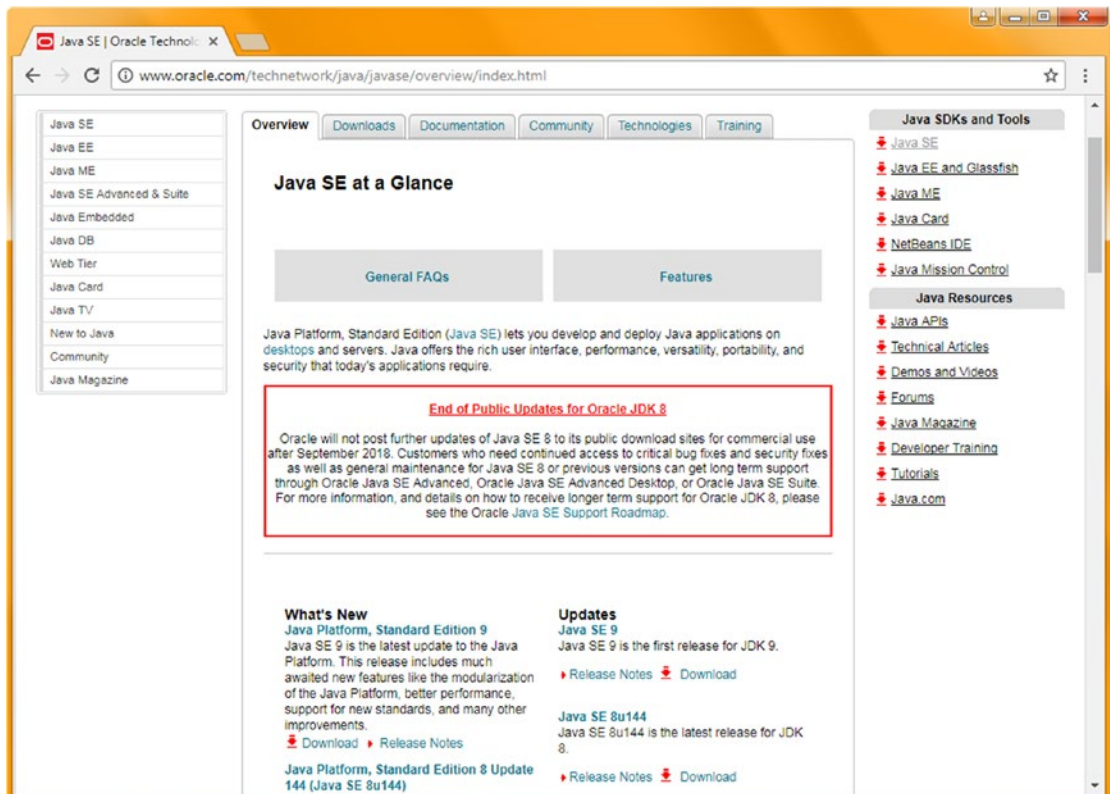 Java SE | Oracle Technolo
www.oracle.com/technetwork/java/javase/overview/index.html
Java SE
Java EE
Java ME
Java SE Advanced & Suite
Java Embedded
Java DB
Web Tier
Java Card
Java TV
New to Java
Community
Java Magazine
Overview
Downloads
Documentation
Community
Technologies
Training
Java SE at a Glance
General FAQs
Features
Java Platform, Standard Edition (Java SE) lets you develop and deploy Java applications on
desktops and servers. Java offers the rich user interface, performance, versatility, portability, and
security that today's applications require.
End of Public Updates for Oracle JDK 8
Oracle will not post further updates of Java SE 8 to its public download sites for commercial use
after September 2018. Customers who need continued access to critical bug fixes and security fixes
as well as general maintenance for Java SE 8 or previous versions can get long term support
through Oracle Java SE Advanced, Oracle Java SE Advanced Desktop, or Oracle Java SE Suite.
For more information, and details on how to receive longer term support for Oracle JDK 8, please
see the Oracle Java SE Support Roadmap.
What's New
Java Platform, Standard Edition 9
Java SE 9 is the latest update to the Java
Platform. This release includes much
awaited new features like the modularization
of the Java Platform, better performance,
support for new standards, and many other
improvements.
Download Release Notes
Java Platform, Standard Edition 8 Update
144 (Java SE 8u144)
Updates
Java SE 9
Java SE 9 is the first release for JDK 9.
Release Notes Download
Java SE 8u144
Java SE 8u144 is the latest release for JDK
8.
Release Notes Download
Java SDKs and Tools
Java SE
Java EE and Glassfish
Java ME
Java Card
NetBeans IDE
Java Mission Control
Java Resources
Java APIs
Technical Articles
Demos and Videos
Forums
Java Magazine
Developer Training
Tutorials
Java.com